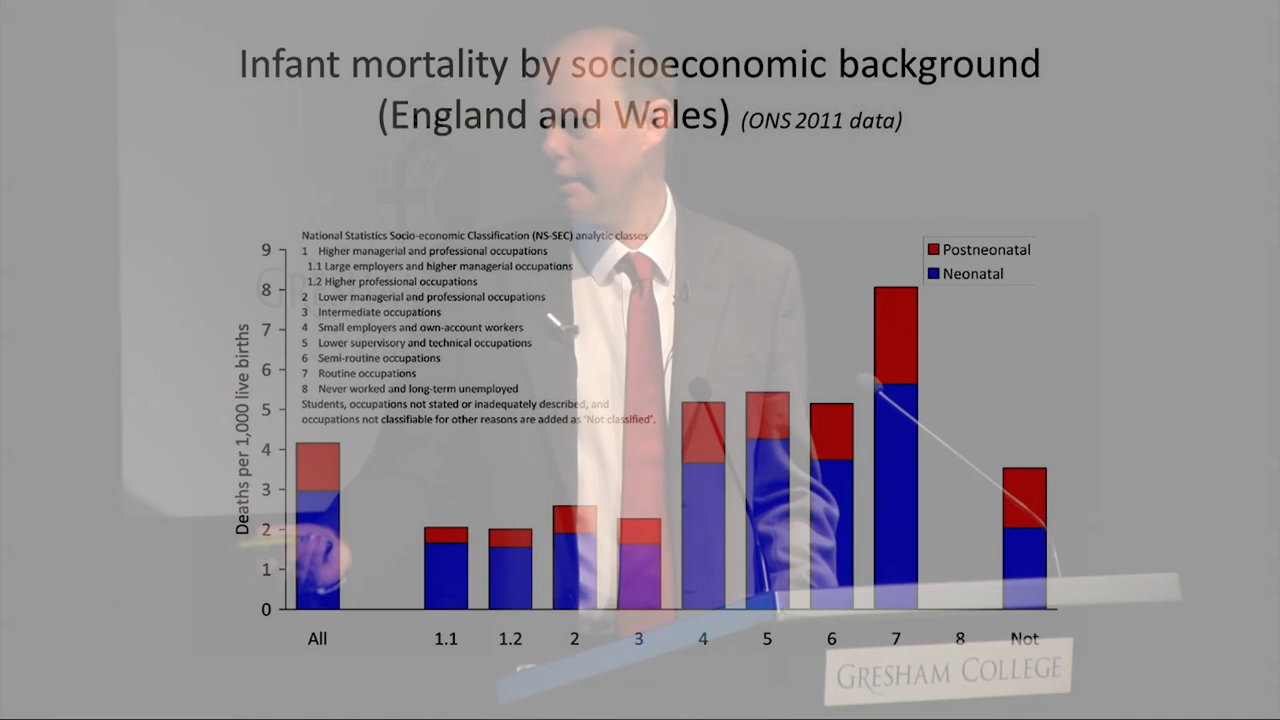 Infant mortality by socioeconomic background
(England and Wales) (ONS 2011 data)
National Statistics Socio-economic Classification (NS-SEC) analytic classes
1 Higher managerial and professional occupations
1.1 Large employers and higher managerial occupations
1.2 Higher professional occupations
2 Lower managerial and professional occupations
3 Intermediate occupations
4 Small employers and own-account workers
5 Lower supervisory and technical occupations
6 Semi-routine occupations
7 Routine occupations
8 Never worked and long-term unemployed
Students, occupations not stated or inadequately described, and
occupations not classifiable for other reasons are added as ‘Not classified’.
Postneonatal
Neonatal
Deaths per 1,000 live births
9
8
7
6
5
4
3
2
1
0
All 1.1 1.2 2 3 4 5 6 7 8 Not
GRESHAM COLLEGE